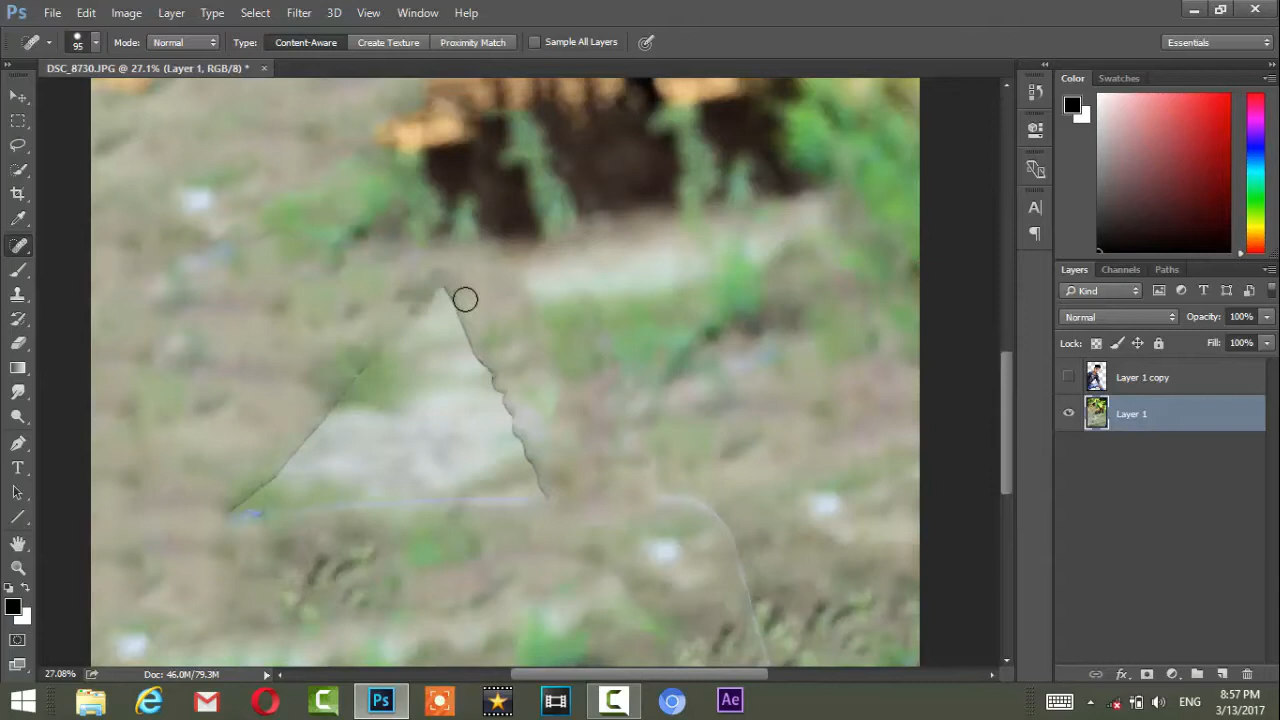 Ps File Edit Image Layer Type Select Filter 3D View Window Help
95 Mode: Normal Type: Content-Aware Create Texture Proximity Match Sample All Layers Essentials
DSC_8730.JPG @ 27.1% (Layer 1, RGB/8) * ×
Color Swatches
Layers Channels Paths
Kind
Normal Opacity: 100%
Lock: Fill: 100%
Layer 1 copy
Layer 1
27.08% Doc: 46.0M/79.3M
Ps Ae ENG 8:57 PM
3/13/2017